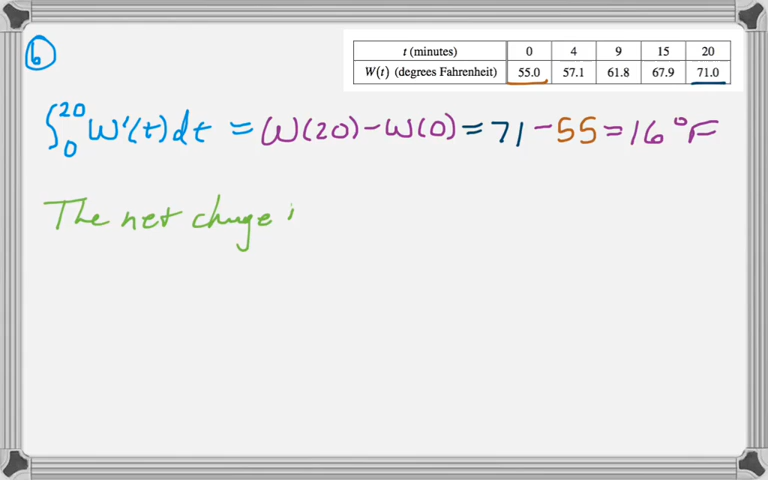 b
t (minutes) 0 4 9 15 20
W(t) (degrees Fahrenheit) 55.0 57.1 61.8 67.9 71.0
∫₀²⁰ W'(t) dt = W(20) - W(0) = 71 - 55 = 16 °F
The net change i